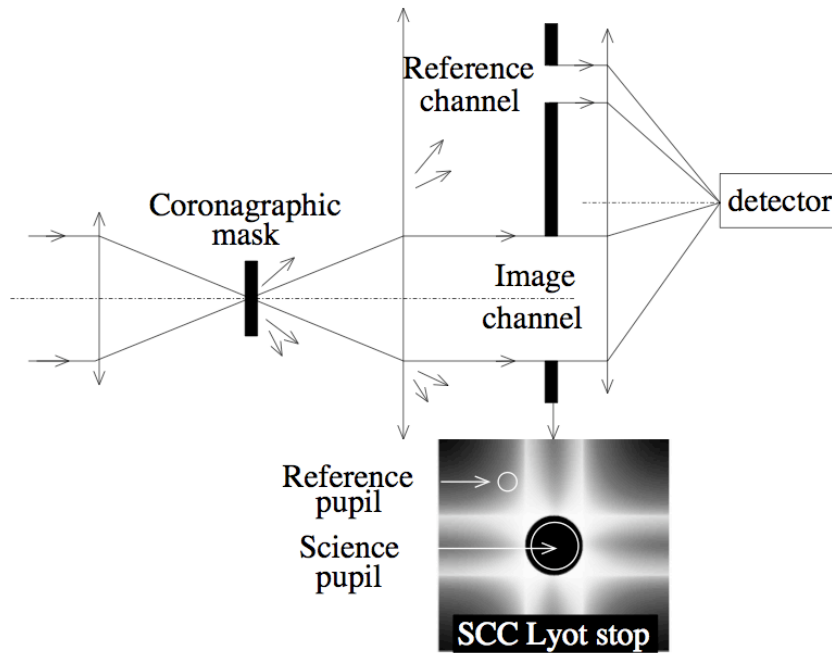 Reference
channel
Coronagraphic
mask
detector
Image
channel
Reference
pupil
Science
pupil
SCC Lyot stop